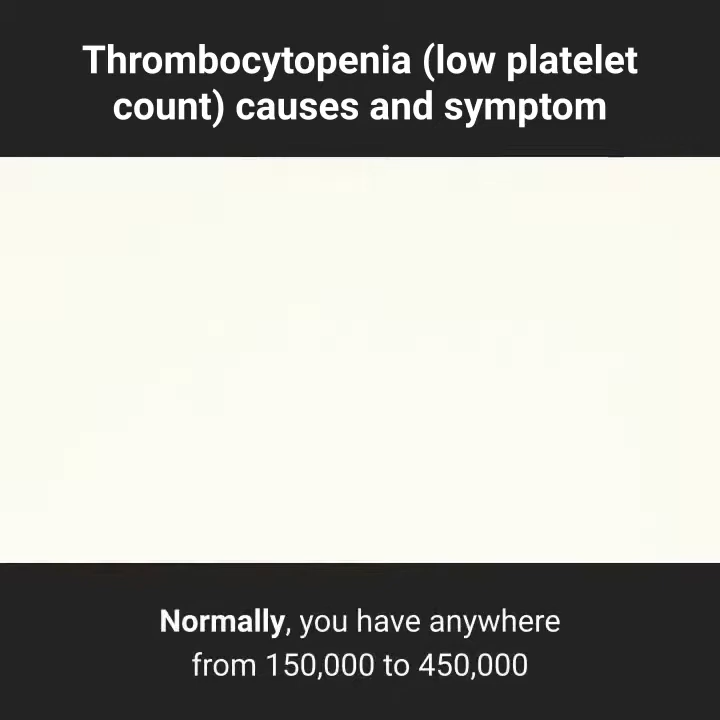 Thrombocytopenia (low platelet
count) causes and symptom
Normally, you have anywhere
from 150,000 to 450,000